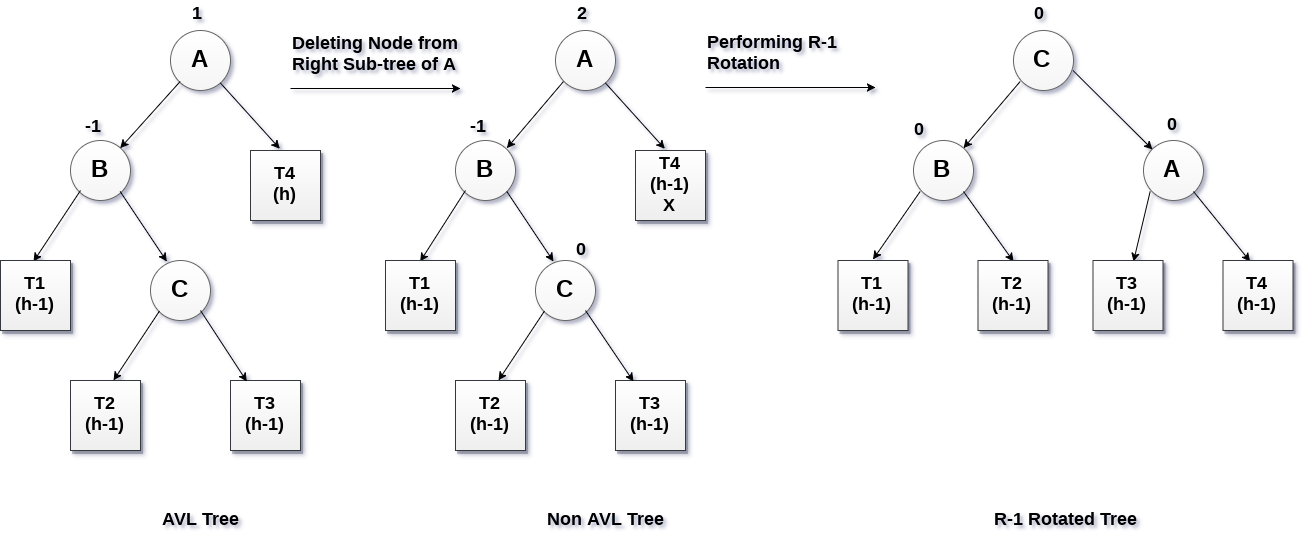 1
A
Deleting Node from
Right Sub-tree of A
-1
B
T4
(h)
T1
(h-1)
C
T2
(h-1)
T3
(h-1)
AVL Tree
2
A
Performing R-1
Rotation
-1
B
T4
(h-1)
X
0
T1
(h-1)
C
T2
(h-1)
T3
(h-1)
Non AVL Tree
0
C
0
B
0
A
T1
(h-1)
T2
(h-1)
T3
(h-1)
T4
(h-1)
R-1 Rotated Tree